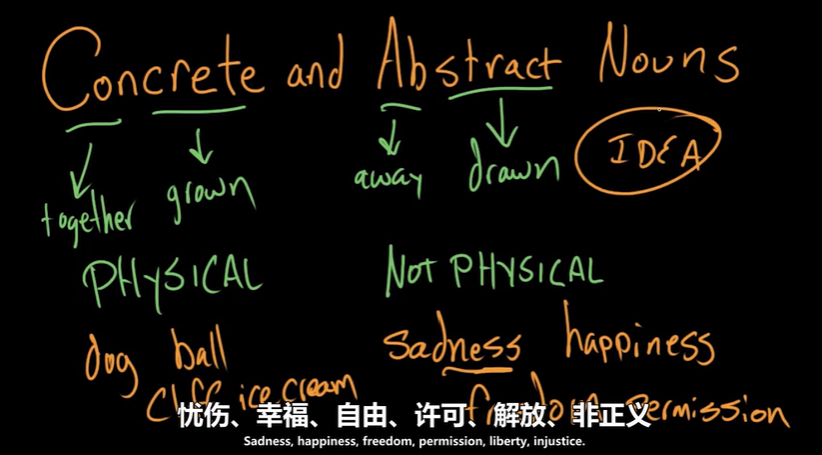 Concrete and Abstract Nouns
together grown away drawn IDEA
PHYSICAL NOT PHYSICAL
dog ball sadness happiness
Cliff ice cream freedom permission
忧伤、幸福、自由、许可、解放、非正义
Sadness, happiness, freedom, permission, liberty, injustice.